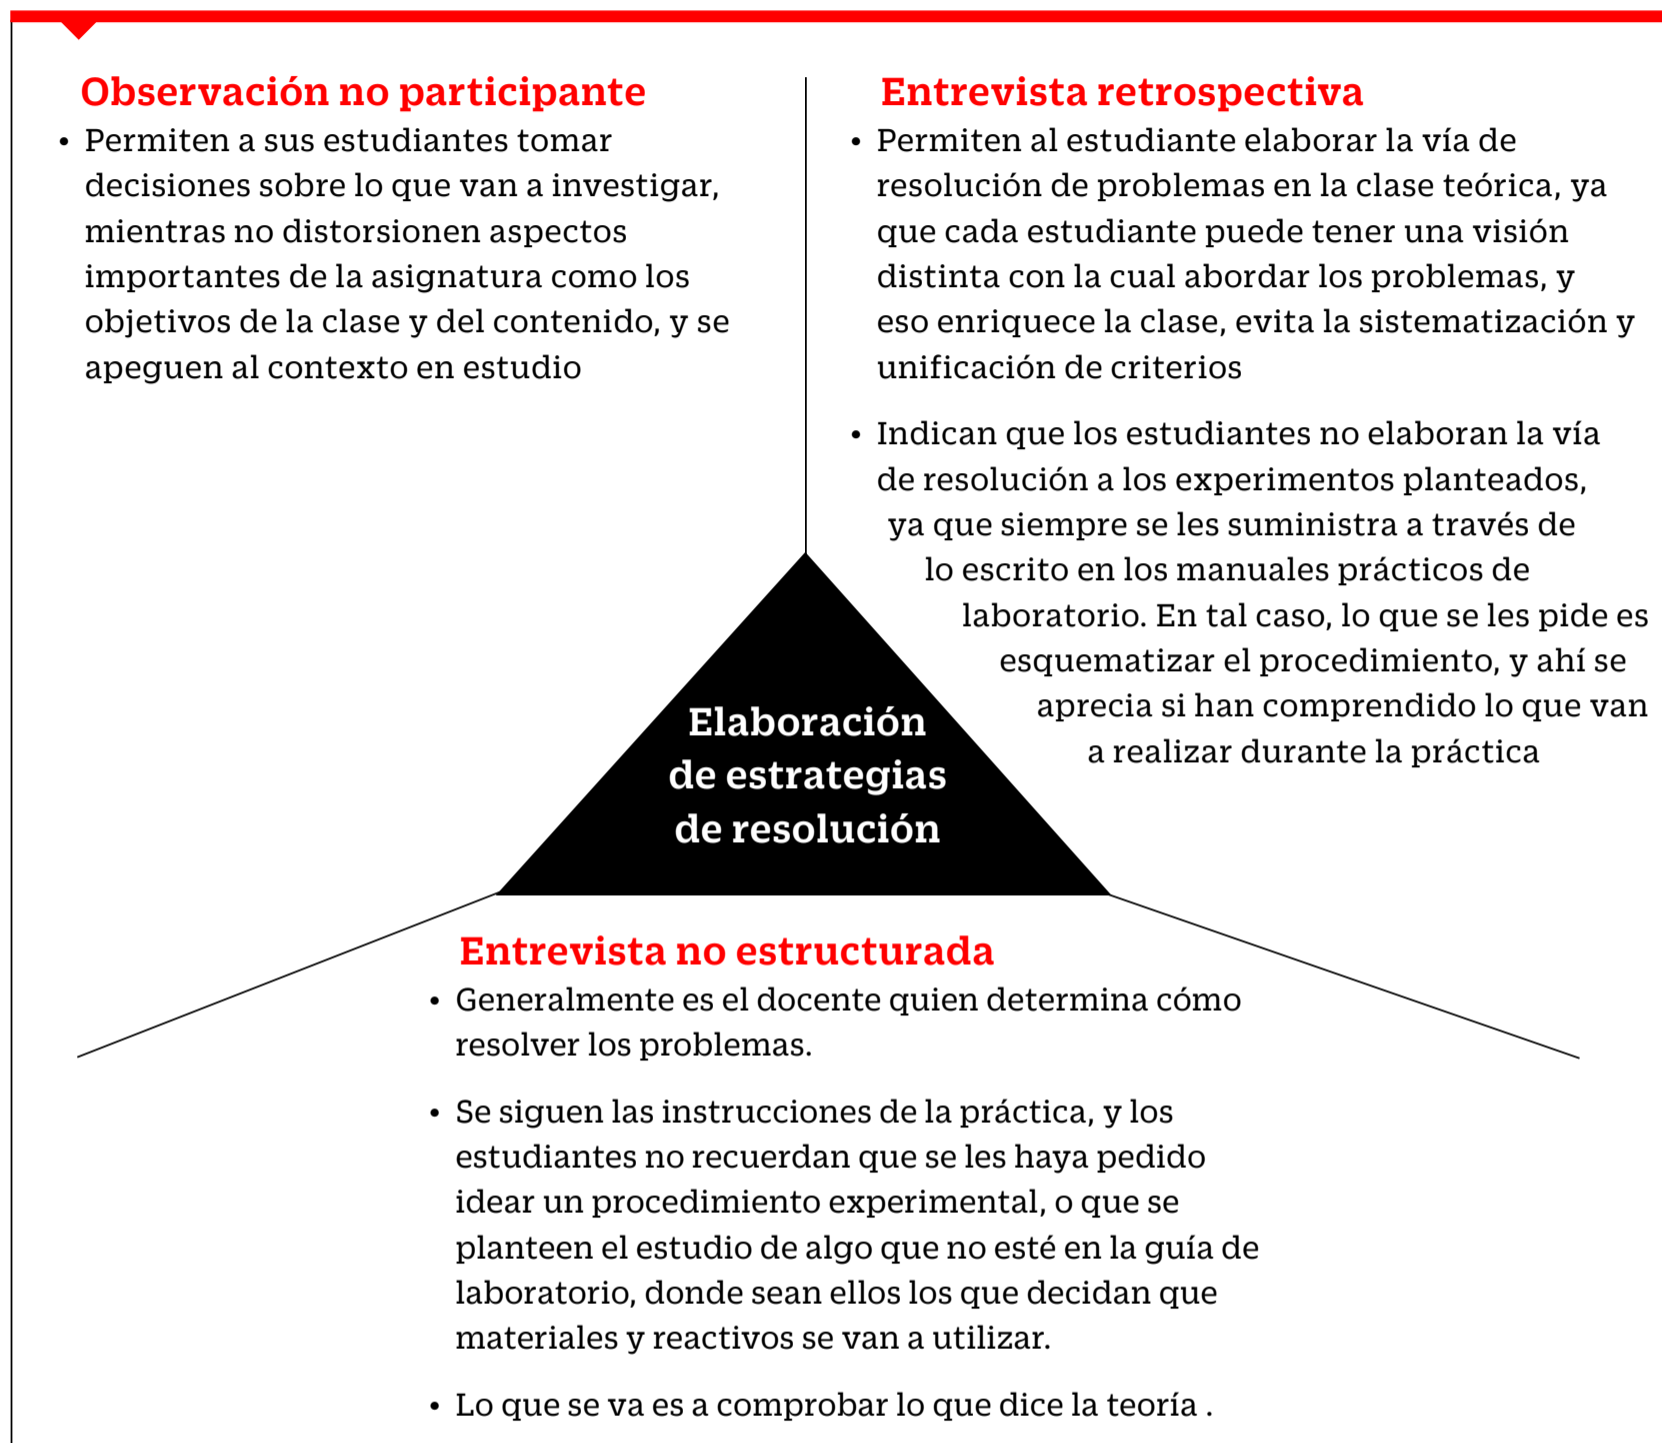 Observación no participante
• Permiten a sus estudiantes tomar
decisiones sobre lo que van a investigar,
mientras no distorsionen aspectos
importantes de la asignatura como los
objetivos de la clase y del contenido, y se
apeguen al contexto en estudio
Entrevista retrospectiva
• Permiten al estudiante elaborar la vía de
resolución de problemas en la clase teórica, ya
que cada estudiante puede tener una visión
distinta con la cual abordar los problemas, y
eso enriquece la clase, evita la sistematización y
unificación de criterios
• Indican que los estudiantes no elaboran la vía
de resolución a los experimentos planteados,
ya que siempre se les suministra a través de
lo escrito en los manuales prácticos de
laboratorio. En tal caso, lo que se les pide es
esquematizar el procedimiento, y ahí se
aprecia si han comprendido lo que van
a realizar durante la práctica
Elaboración
de estrategias
de resolución
Entrevista no estructurada
• Generalmente es el docente quien determina cómo
resolver los problemas.
• Se siguen las instrucciones de la práctica, y los
estudiantes no recuerdan que se les haya pedido
idear un procedimiento experimental, o que se
planteen el estudio de algo que no esté en la guía de
laboratorio, donde sean ellos los que decidan que
materiales y reactivos se van a utilizar.
• Lo que se va es a comprobar lo que dice la teoría .